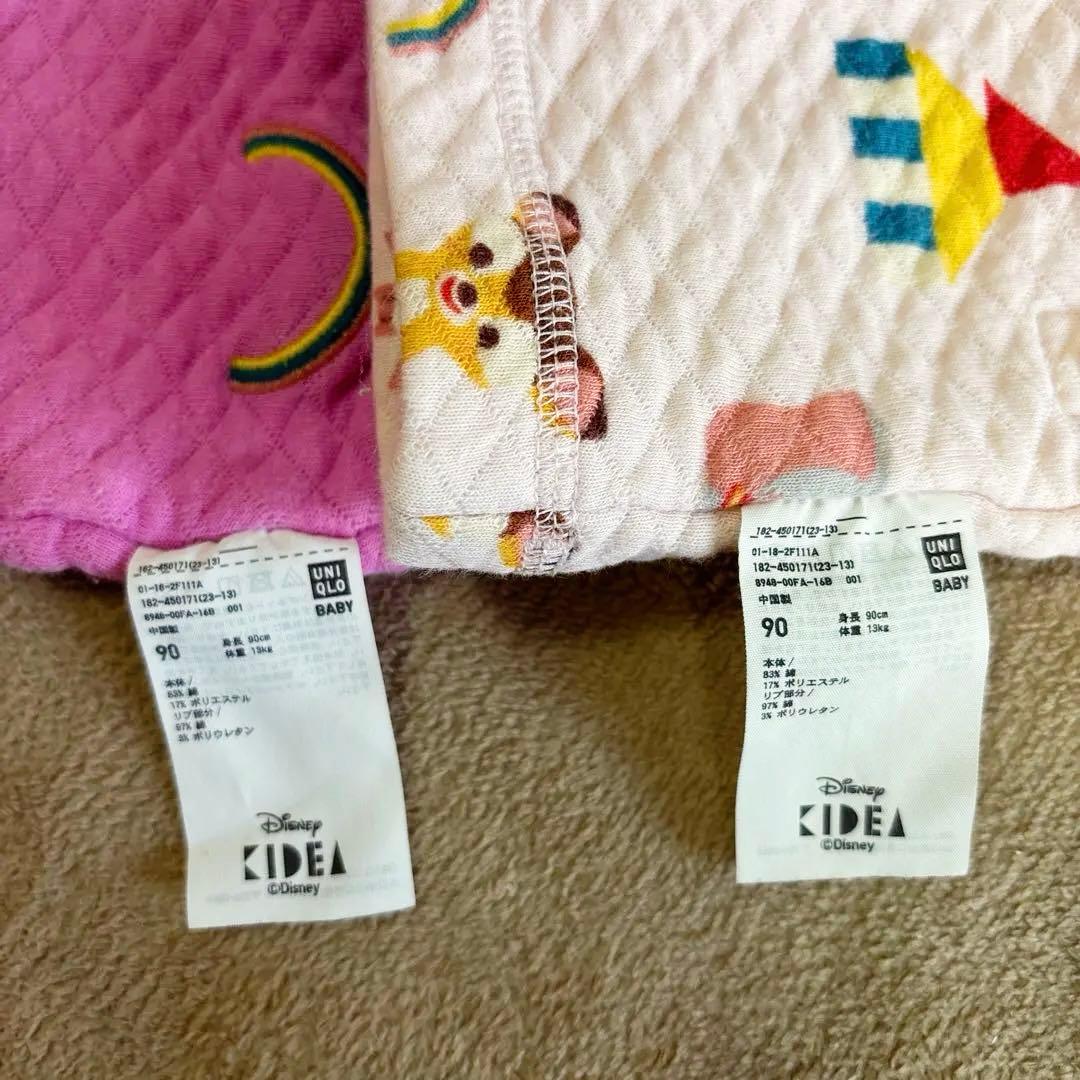 182-450171(23-13)
01-18-2F111A
182-450171(23-13)
8948-00FA-16B 001
中国製
UNI
QLO
BABY
90
身長 90cm
体重 13kg
本体/
83% 綿
17% ポリエステル
リブ部分/
97% 綿
3% ポリウレタン
Disney
KIDEA
©Disney
182-450171(23-13)
01-18-2F111A
182-450171(23-13)
8948-00FA-16B 001
中国製
UNI
QLO
BABY
90
身長 90cm
体重 13kg
本体/
83% 綿
17% ポリエステル
リブ部分/
97% 綿
3% ポリウレタン
Disney
KIDEA
©Disney